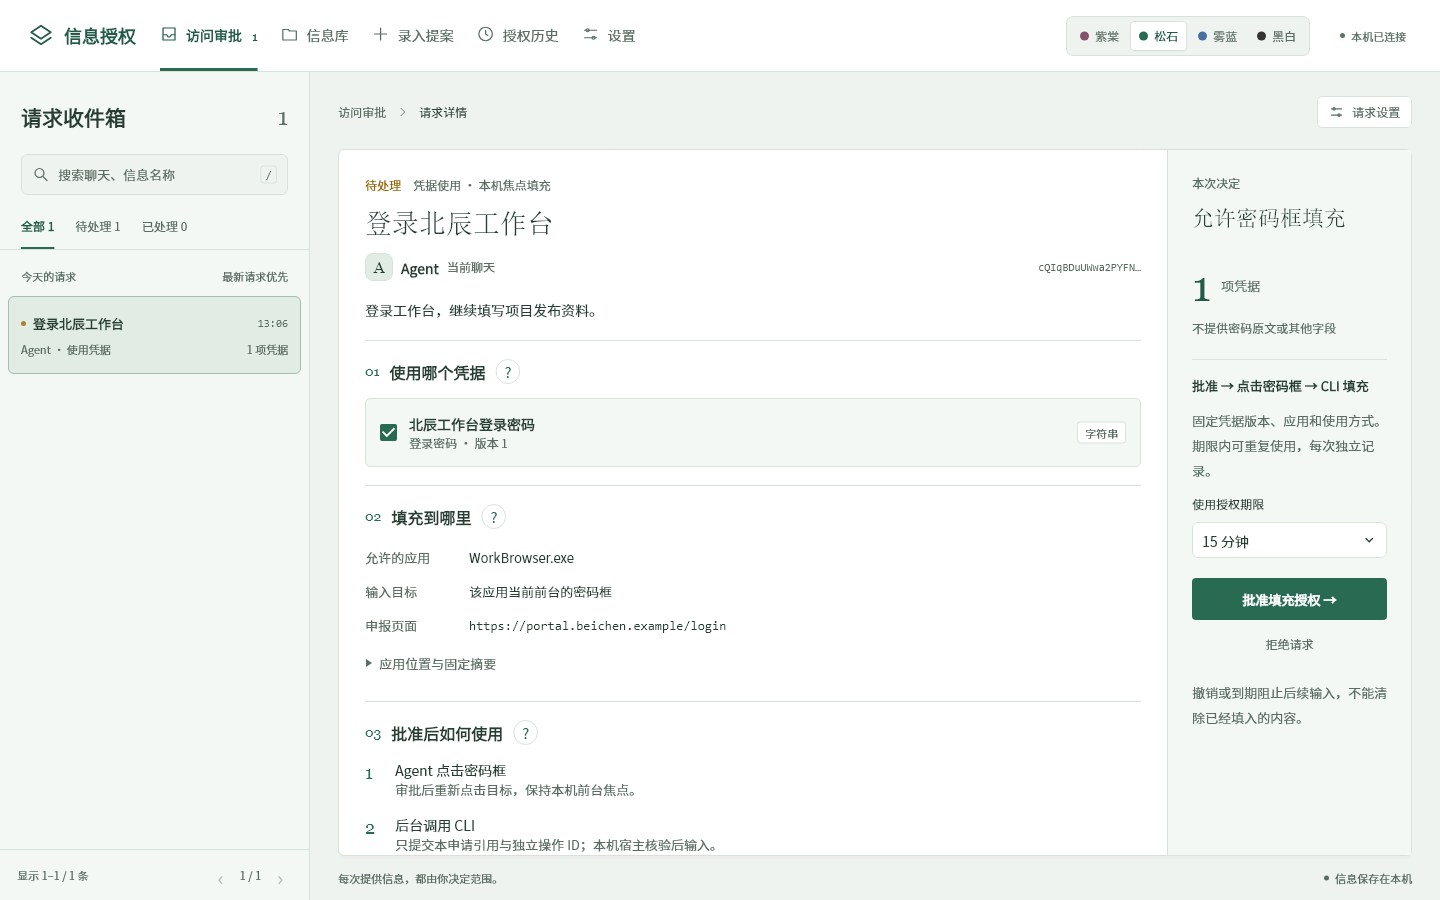 信息授权
访问审批 1
信息库
录入提案
授权历史
设置
紫棠
松石
雾蓝
黑白
本机已连接
请求收件箱 1
搜索聊天、信息名称 /
全部 1 待处理 1 已处理 0
今天的请求 最新请求优先
登录北辰工作台 13:06
Agent • 使用凭据 1 项凭据
显示 1–1 / 1 条 ‹ 1 / 1 ›
访问审批 > 请求详情
请求设置
待处理 凭据使用 • 本机焦点填充
登录北辰工作台
A Agent 当前聊天 cQIqBDuUWwa2PYFN…
登录工作台，继续填写项目发布资料。
01 使用哪个凭据 ?
北辰工作台登录密码
登录密码 • 版本 1
字符串
02 填充到哪里 ?
允许的应用 WorkBrowser.exe
输入目标 该应用当前前台的密码框
申报页面 https://portal.beichen.example/login
应用位置与固定摘要
03 批准后如何使用 ?
1 Agent 点击密码框
审批后重新点击目标，保持本机前台焦点。
2 后台调用 CLI
只提交本申请引用与独立操作 ID；本机宿主核验后输入。
本次决定
允许密码框填充
1 项凭据
不提供密码原文或其他字段
批准 → 点击密码框 → CLI 填充
固定凭据版本、应用和使用方式。
期限内可重复使用，每次独立记
录。
使用授权期限
15 分钟
批准填充授权 →
拒绝请求
撤销或到期阻止后续输入，不能清
除已经填入的内容。
每次提供信息，都由你决定范围。
信息保存在本机